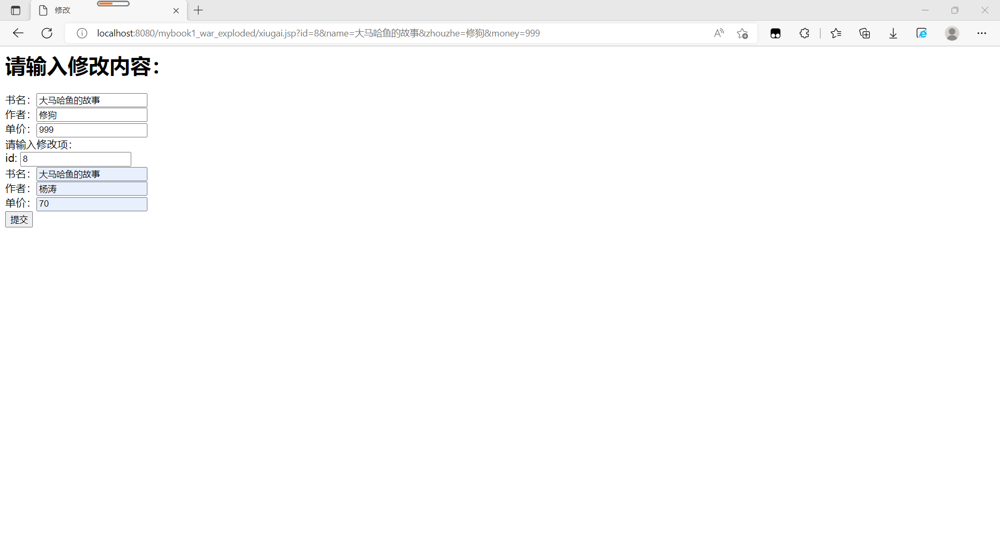 修改
localhost:8080/mybook1_war_exploded/xiugai.jsp?id=8&name=大马哈鱼的故事&zhouzhe=修狗&money=999
请输入修改内容：
书名： 大马哈鱼的故事
作者： 修狗
单价： 999
请输入修改项：
id: 8
书名： 大马哈鱼的故事
作者： 杨涛
单价： 70
提交